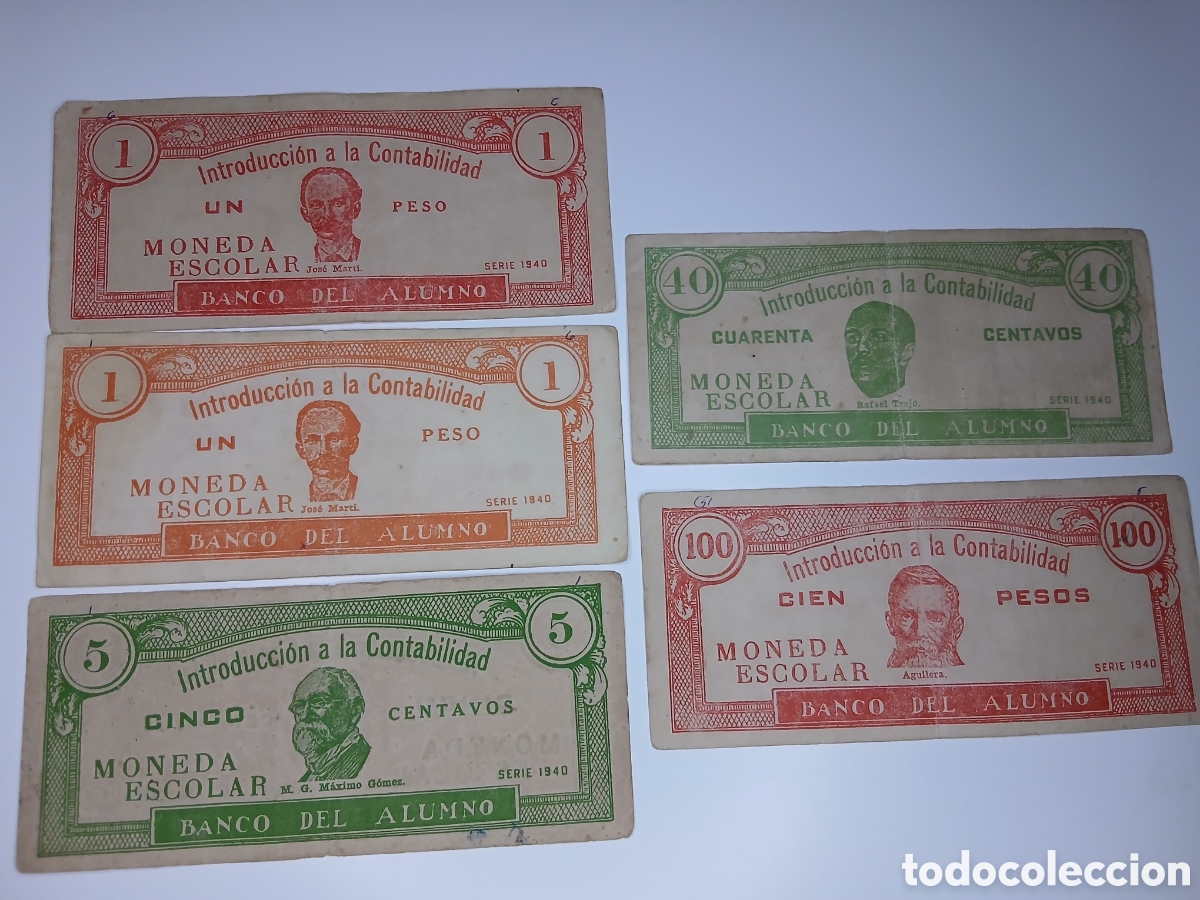 1 1
Introducción a la Contabilidad
UN PESO
MONEDA
ESCOLAR José Martí. SERIE 1940
BANCO DEL ALUMNO
1 1
Introducción a la Contabilidad
UN PESO
MONEDA
ESCOLAR José Martí. SERIE 1940
BANCO DEL ALUMNO
5 5
Introducción a la Contabilidad
CINCO CENTAVOS
MONEDA
ESCOLAR M. G. Máximo Gómez. SERIE 1940
BANCO DEL ALUMNO
40 40
Introducción a la Contabilidad
CUARENTA CENTAVOS
MONEDA
ESCOLAR Rafael Trejo. SERIE 1940
BANCO DEL ALUMNO
100 100
Introducción a la Contabilidad
CIEN PESOS
MONEDA
ESCOLAR Aguilera. SERIE 1940
BANCO DEL ALUMNO
todocoleccion